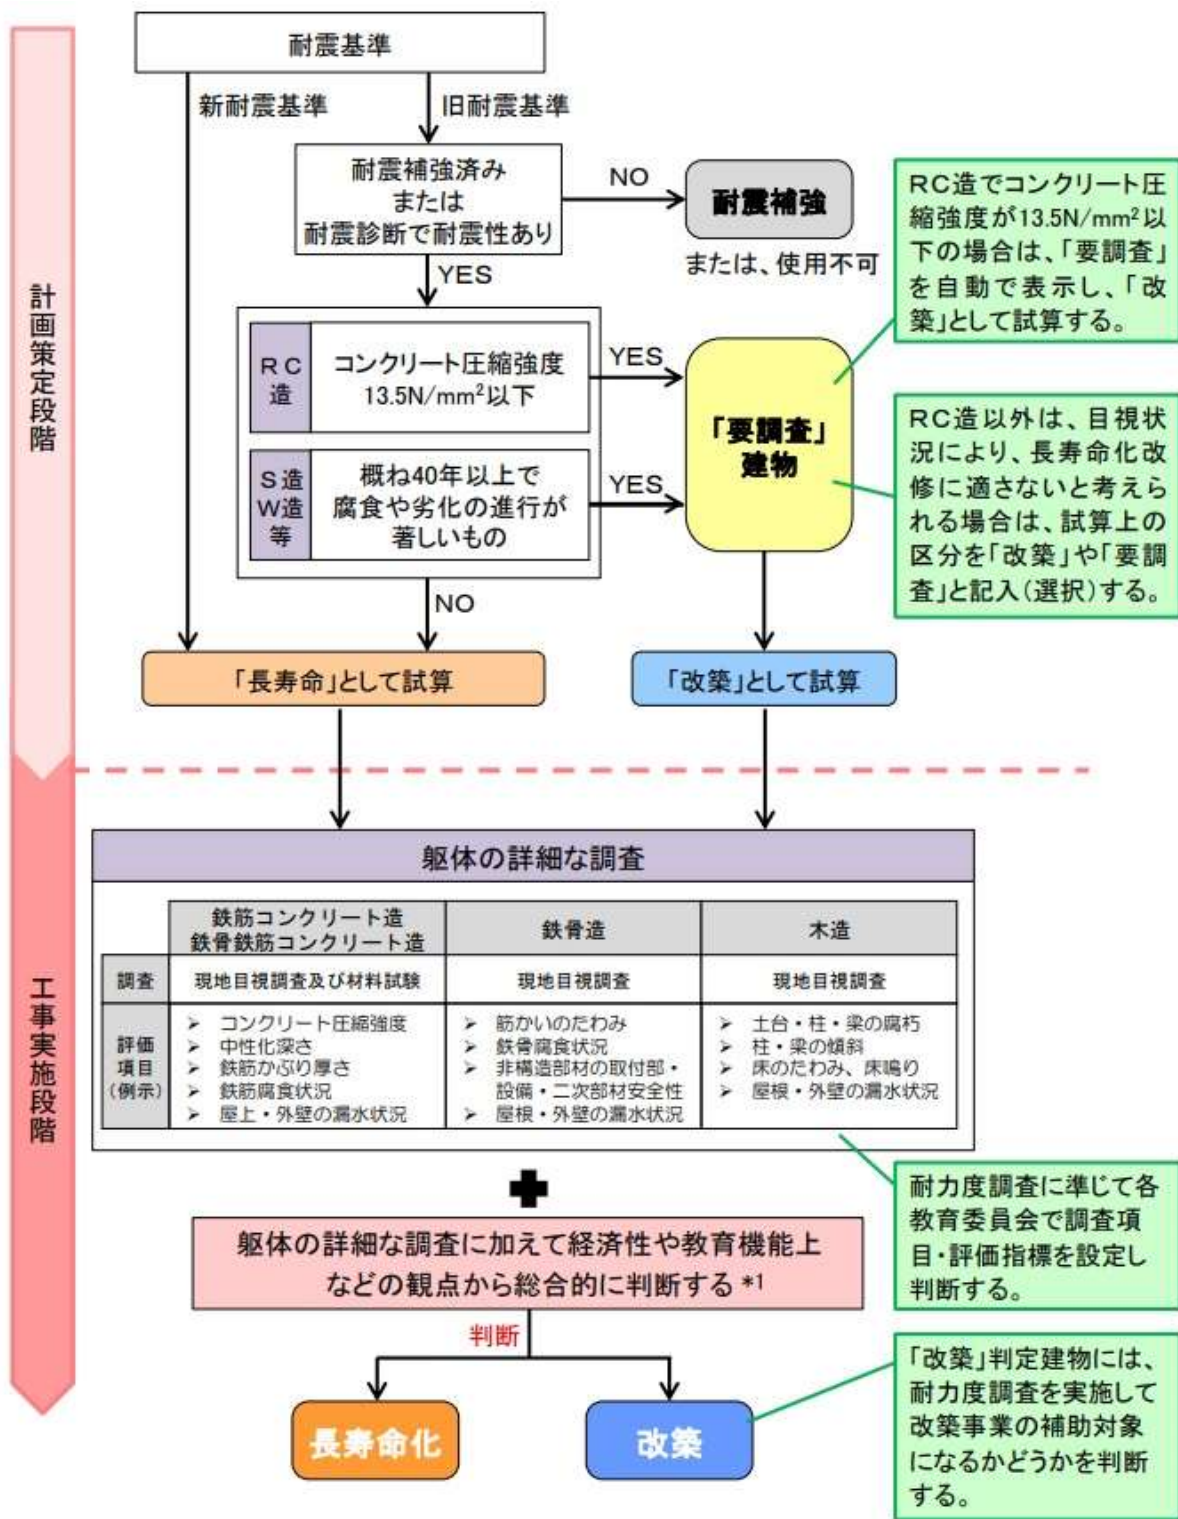 耐震基準
新耐震基準
旧耐震基準
耐震補強済み
または
耐震診断で耐震性あり
NO
耐震補強
または、使用不可
YES
RC造でコンクリート圧
縮強度が13.5N/mm²以
下の場合は、「要調査」
を自動で表示し、「改
築」として試算する。
計画策定段階
RC
造
コンクリート圧縮強度
13.5N/mm²以下
YES
「要調査」
建物
S造
W造
等
概ね40年以上で
腐食や劣化の進行が
著しいもの
YES
RC造以外は、目視状
況により、長寿命化改
修に適さないと考えら
れる場合は、試算上の
区分を「改築」や「要調
査」と記入(選択)する。
NO
「長寿命」として試算
「改築」として試算
工事実施段階
躯体の詳細な調査
鉄筋コンクリート造
鉄骨鉄筋コンクリート造
鉄骨造
木造
調査
現地目視調査及び材料試験
現地目視調査
現地目視調査
評価
項目
(例示)
➢ コンクリート圧縮強度
➢ 中性化深さ
➢ 鉄筋かぶり厚さ
➢ 鉄筋腐食状況
➢ 屋上・外壁の漏水状況
➢ 筋かいのたわみ
➢ 鉄骨腐食状況
➢ 非構造部材の取付部・
設備・二次部材安全性
➢ 屋根・外壁の漏水状況
➢ 土台・柱・梁の腐朽
➢ 柱・梁の傾斜
➢ 床のたわみ、床鳴り
➢ 屋根・外壁の漏水状況
耐力度調査に準じて各
教育委員会で調査項
目・評価指標を設定し
判断する。
躯体の詳細な調査に加えて経済性や教育機能上
などの観点から総合的に判断する *1
判断
長寿命化
改築
「改築」判定建物には、
耐力度調査を実施して
改築事業の補助対象
になるかどうかを判断
する。